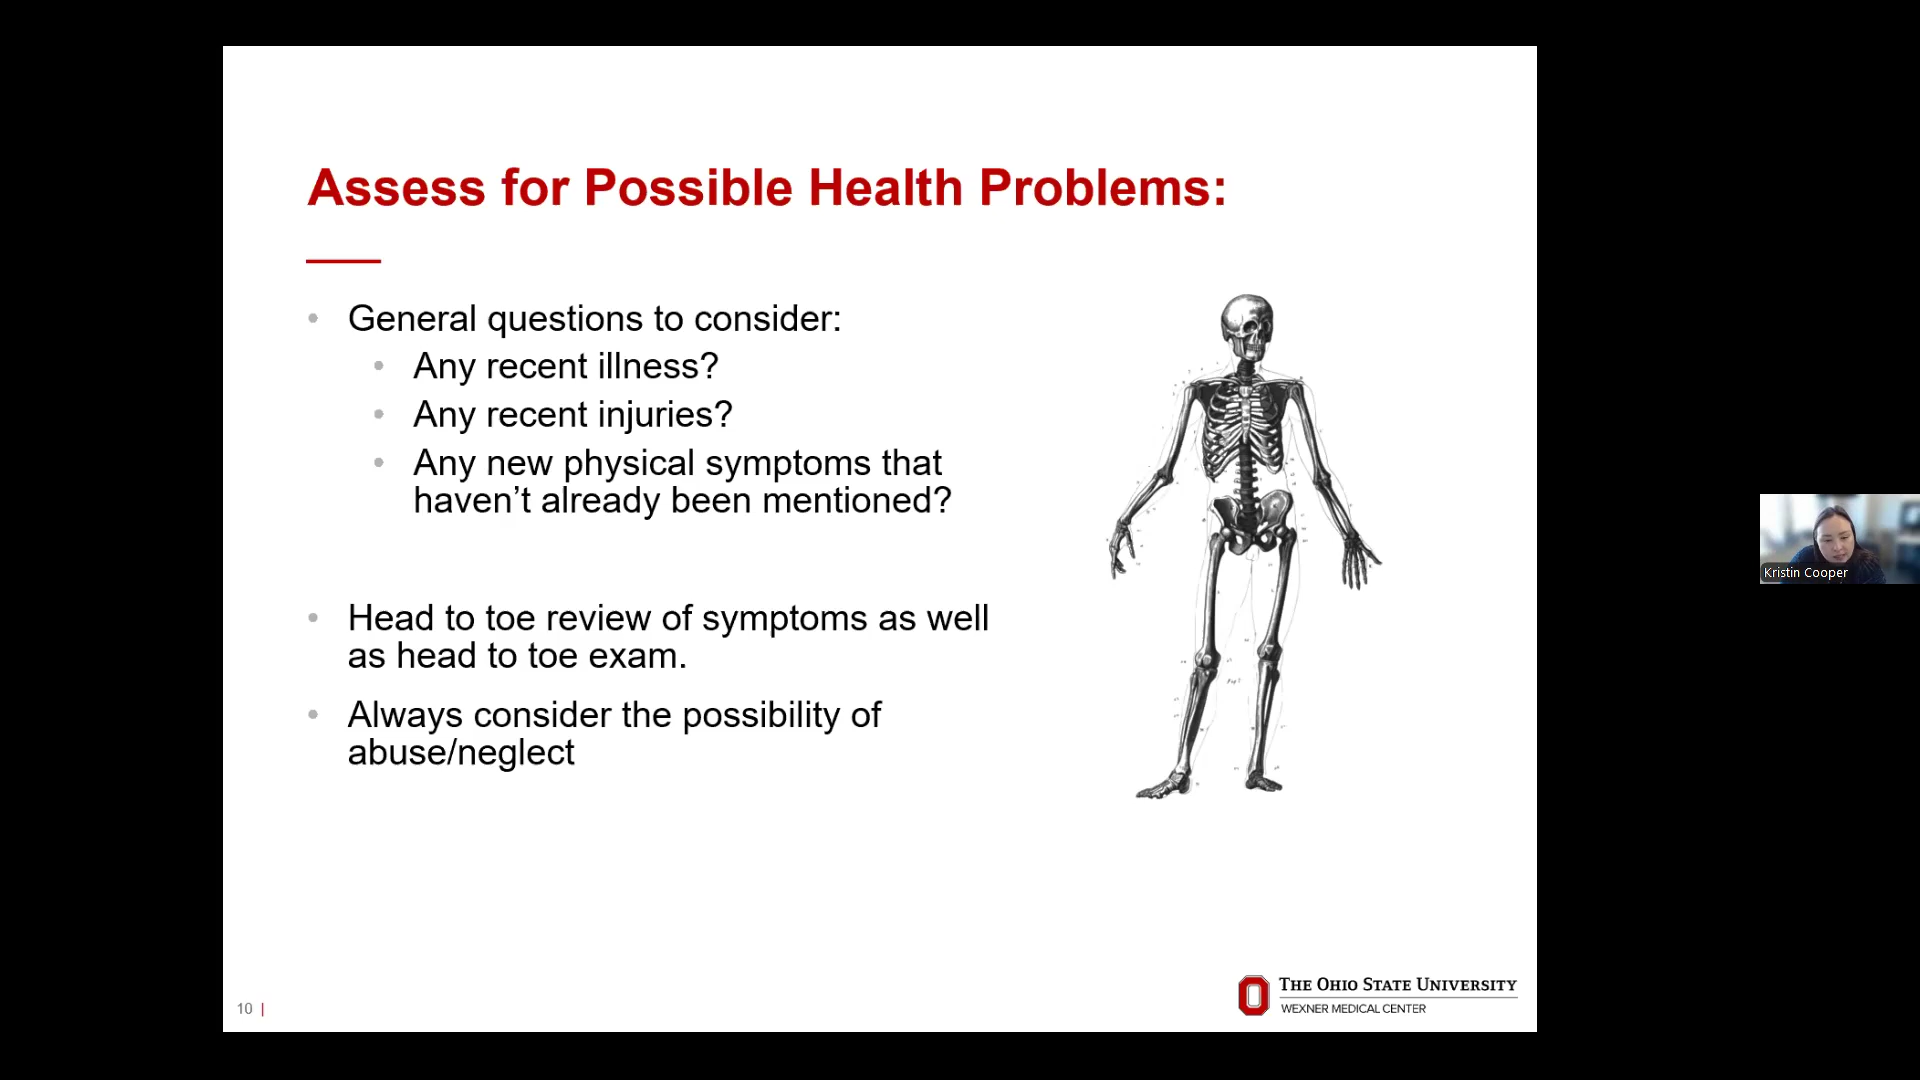 Assess for Possible Health Problems:
• General questions to consider:
• Any recent illness?
• Any recent injuries?
• Any new physical symptoms that
haven’t already been mentioned?
• Head to toe review of symptoms as well
as head to toe exam.
• Always consider the possibility of
abuse/neglect
Kristin Cooper
10 |
THE OHIO STATE UNIVERSITY
WEXNER MEDICAL CENTER